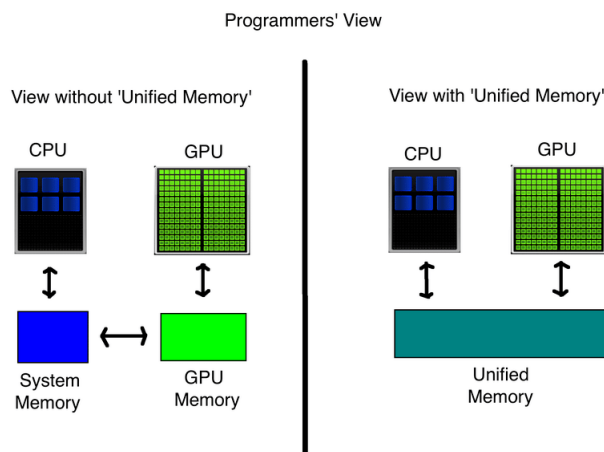 Programmers' View
View without 'Unified Memory'
CPU
GPU
System
Memory
GPU
Memory
View with 'Unified Memory'
CPU
GPU
Unified
Memory